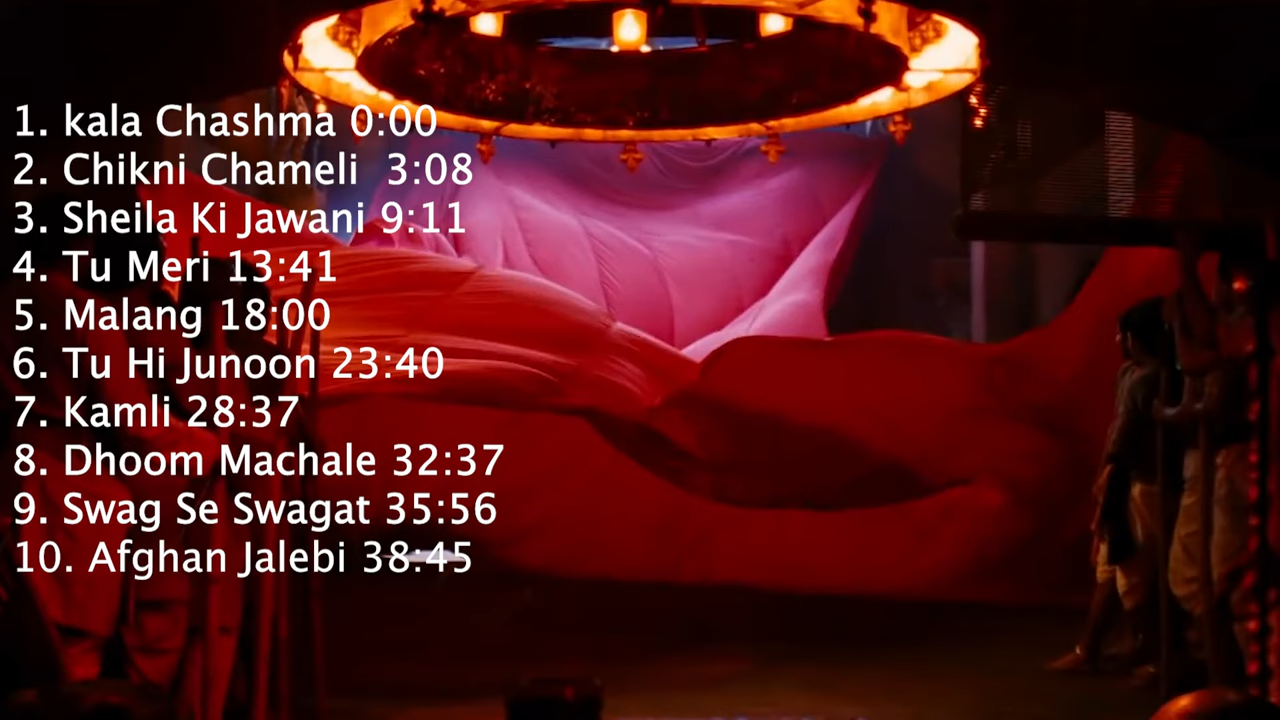 1. kala Chashma 0:00
2. Chikni Chameli 3:08
3. Sheila Ki Jawani 9:11
4. Tu Meri 13:41
5. Malang 18:00
6. Tu Hi Junoon 23:40
7. Kamli 28:37
8. Dhoom Machale 32:37
9. Swag Se Swagat 35:56
10. Afghan Jalebi 38:45